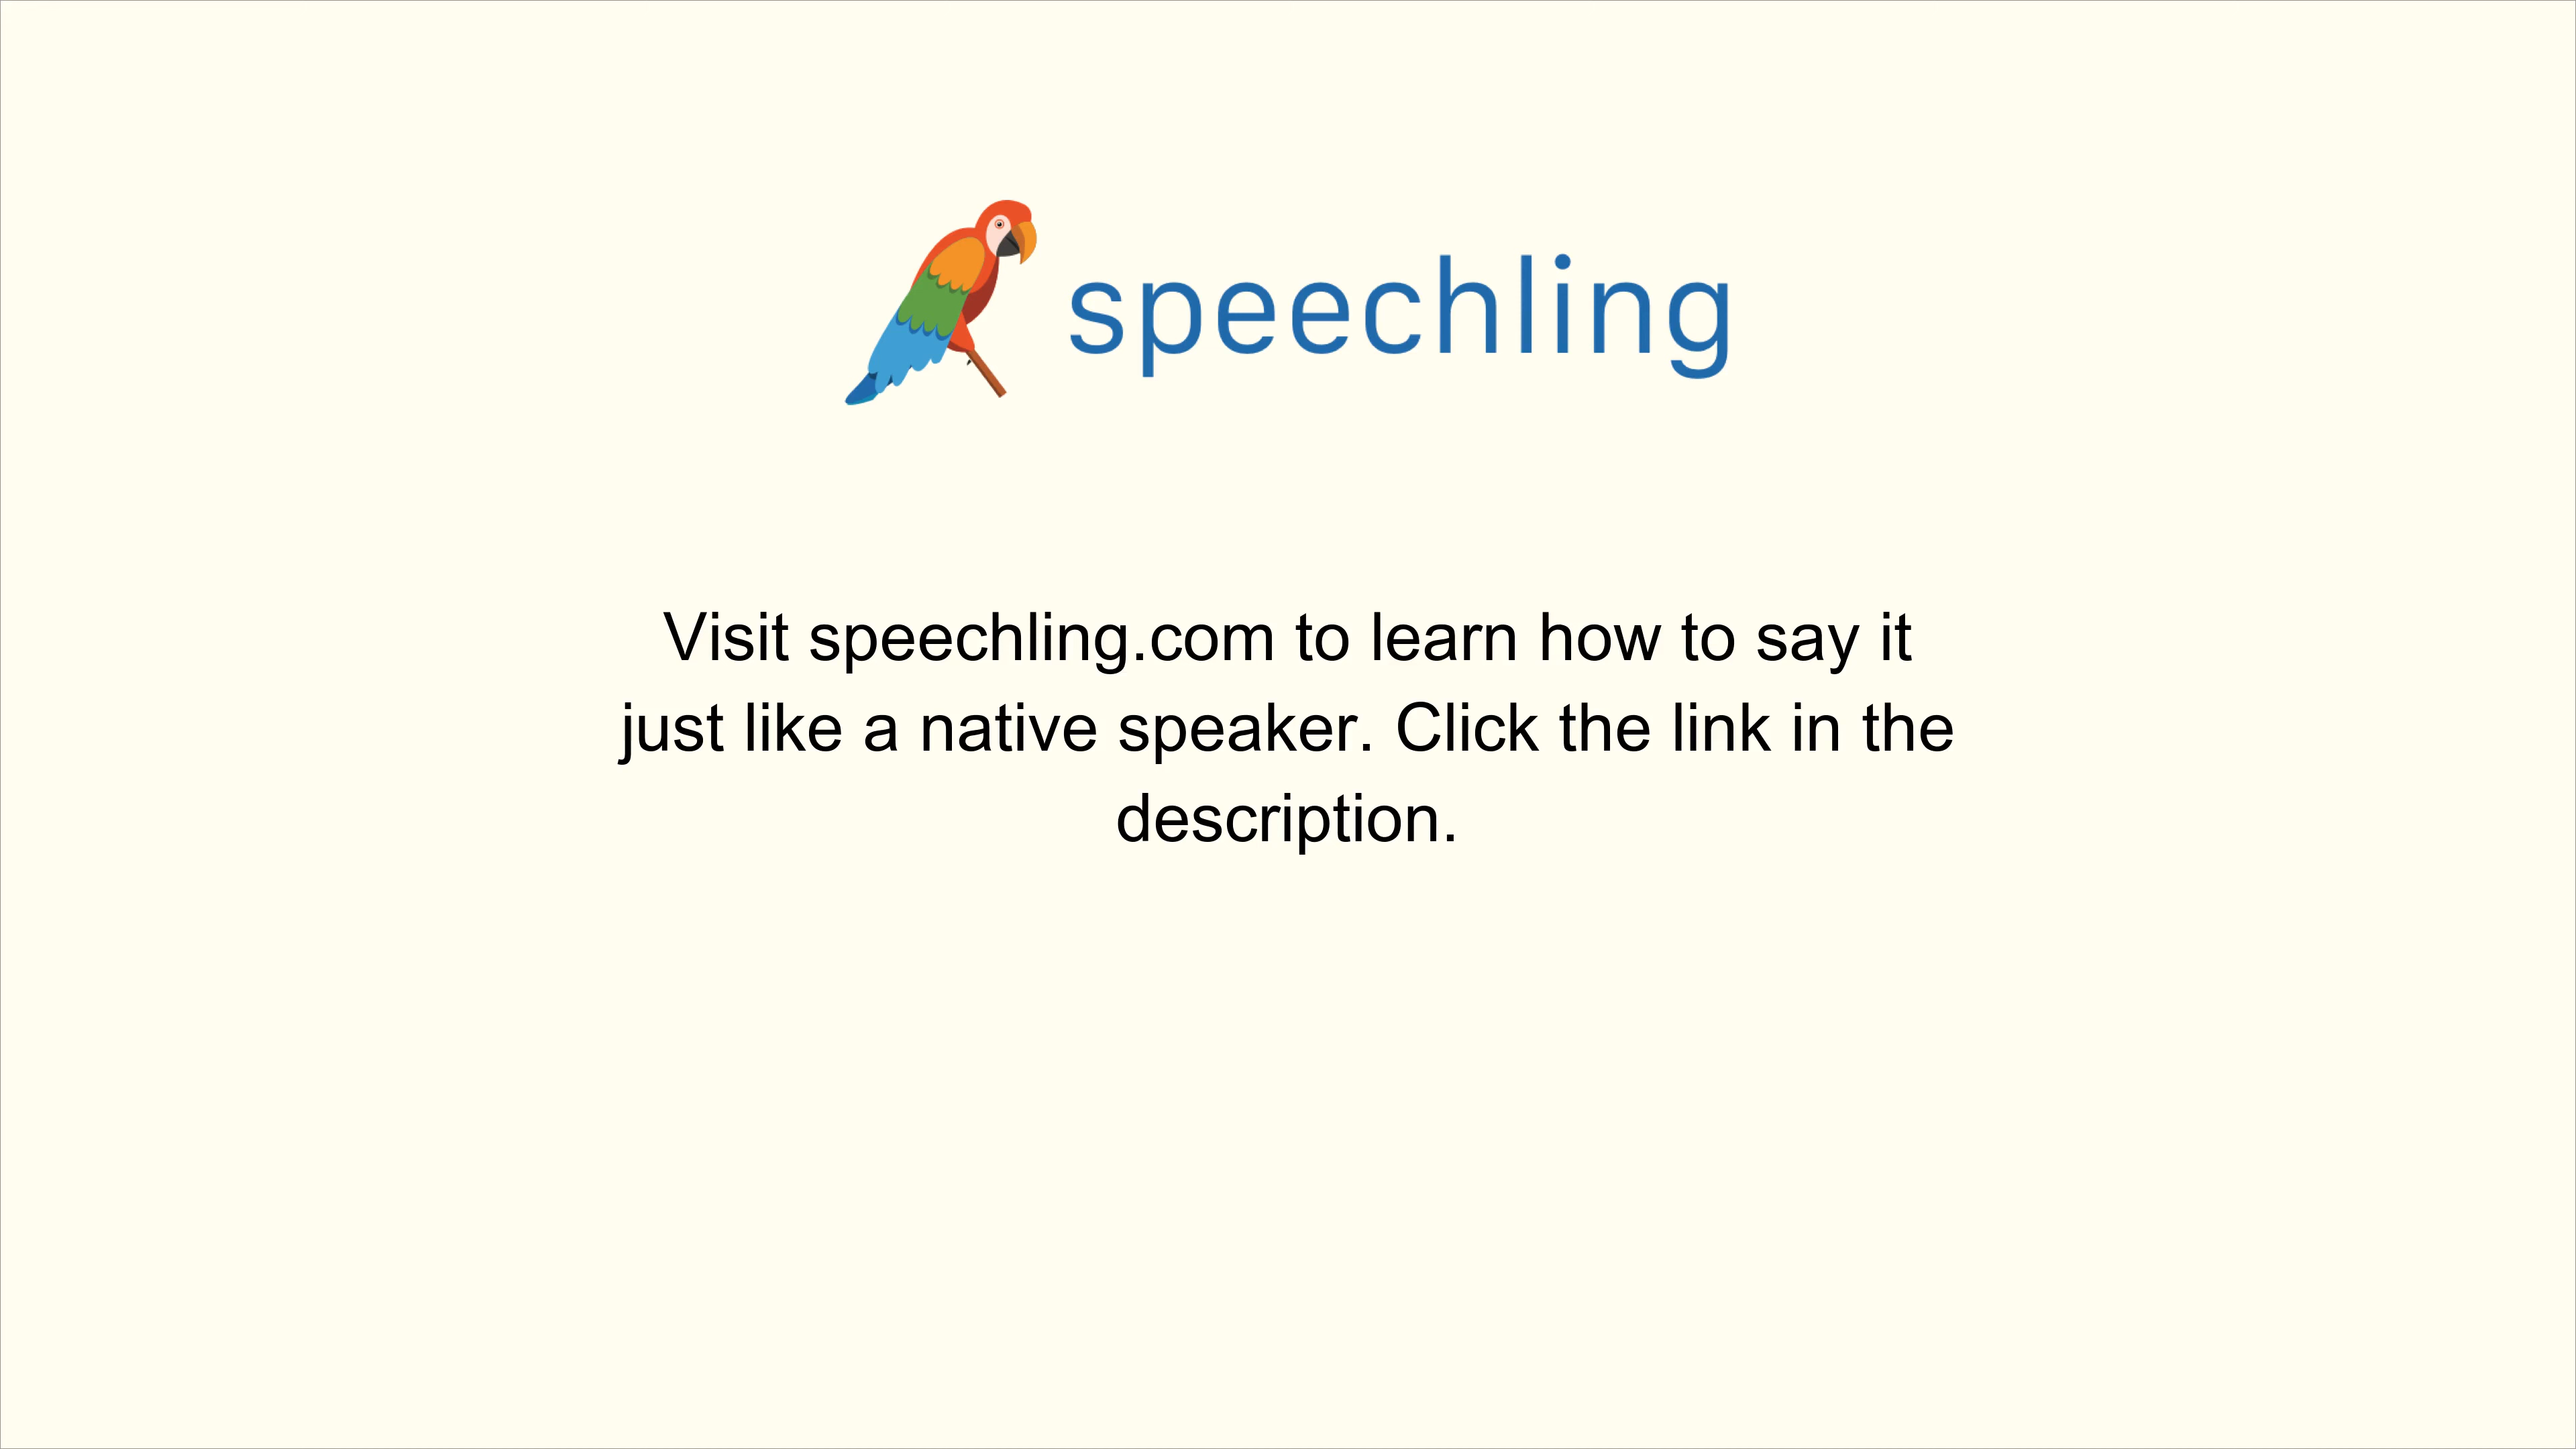 speechling
Visit speechling.com to learn how to say it
just like a native speaker. Click the link in the
description.